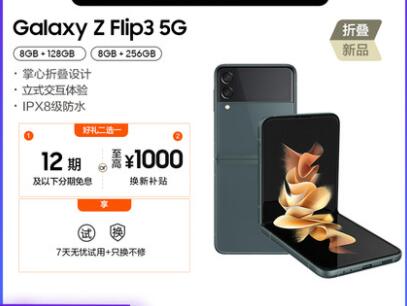 Galaxy Z Flip3 5G
8GB+128GB 8GB+256GB
折叠
新品
· 掌心折叠设计
· 立式交互体验
· IPX8级防水
1 好礼二选一 2
12 期 or 至高 ¥1000
及以下分期免息 换新补贴
享
试 换
7天无忧试用+只换不修